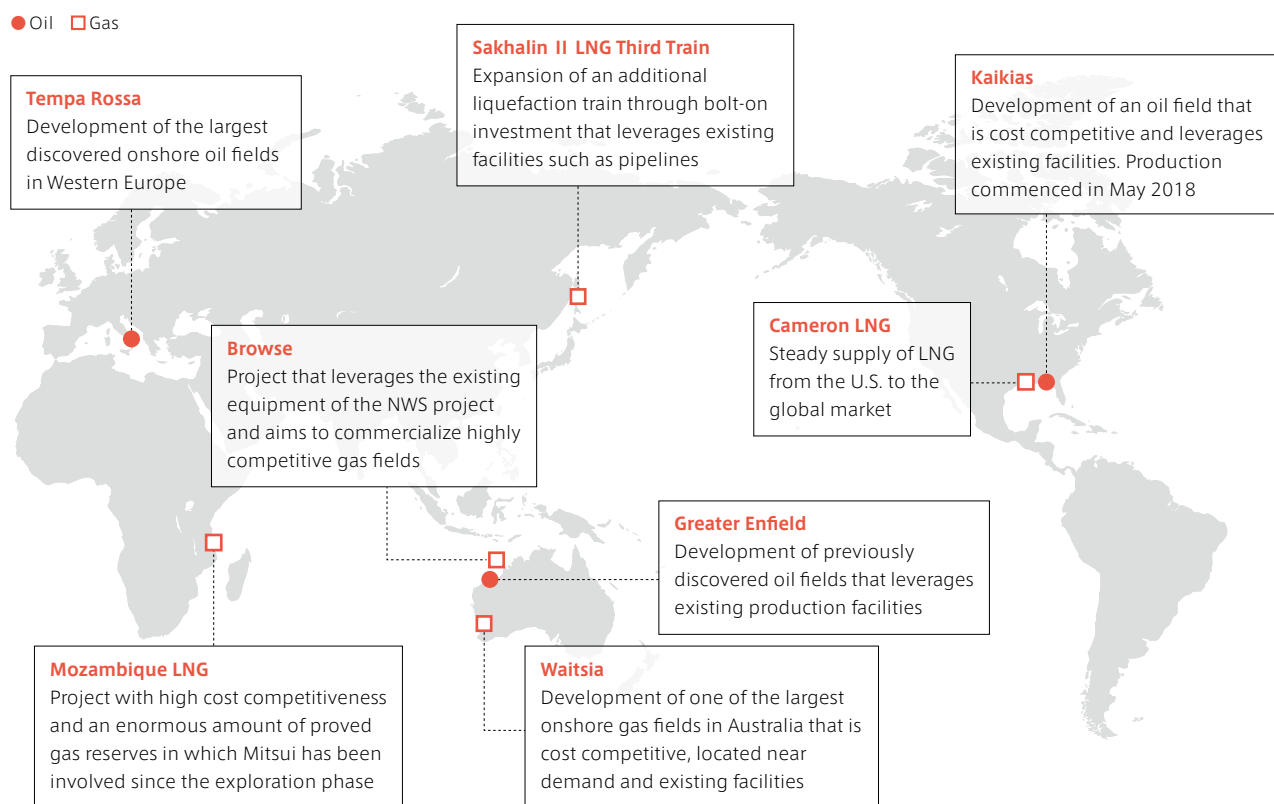 Oil Gas
Tempa Rossa
Development of the largest
discovered onshore oil fields
in Western Europe
Sakhalin II LNG Third Train
Expansion of an additional
liquefaction train through bolt-on
investment that leverages existing
facilities such as pipelines
Kaikias
Development of an oil field that
is cost competitive and leverages
existing facilities. Production
commenced in May 2018
Browse
Project that leverages the existing
equipment of the NWS project
and aims to commercialize highly
competitive gas fields
Cameron LNG
Steady supply of LNG
from the U.S. to the
global market
Greater Enfield
Development of previously
discovered oil fields that leverages
existing production facilities
Mozambique LNG
Project with high cost competitiveness
and an enormous amount of proved
gas reserves in which Mitsui has been
involved since the exploration phase
Waitsia
Development of one of the largest
onshore gas fields in Australia that is
cost competitive, located near
demand and existing facilities